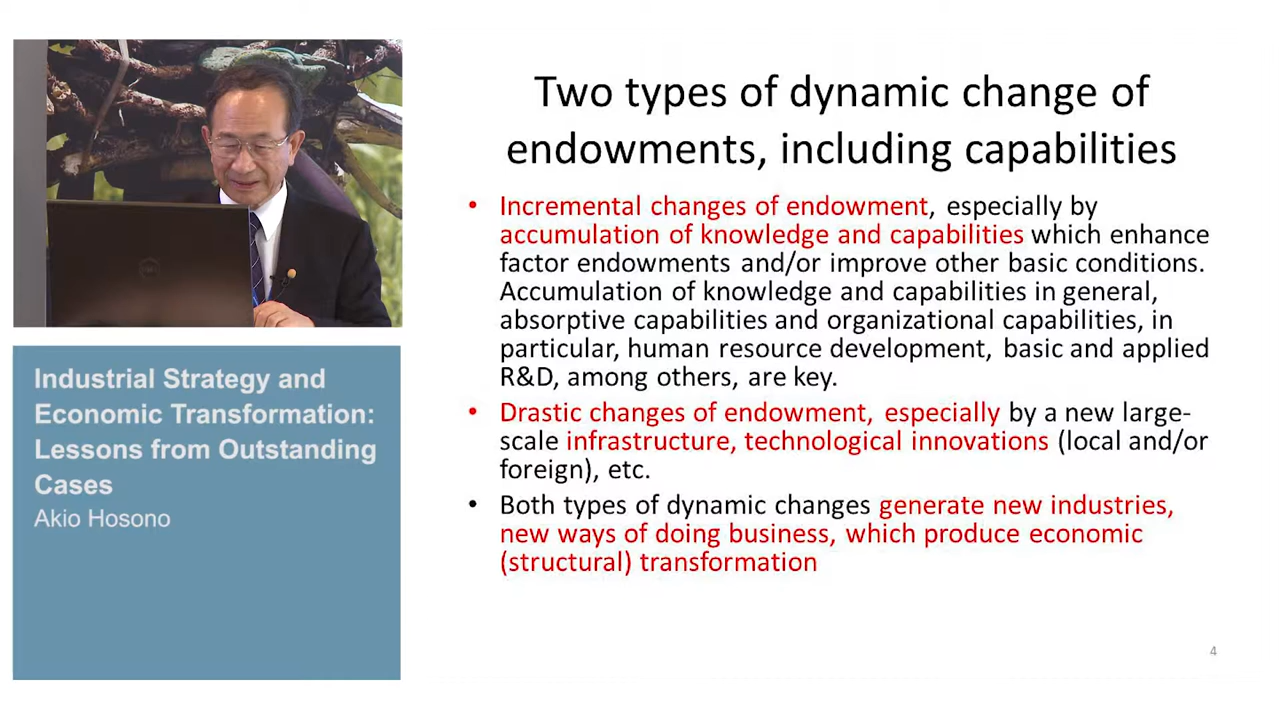 Two types of dynamic change of
endowments, including capabilities
• Incremental changes of endowment, especially by
accumulation of knowledge and capabilities which enhance
factor endowments and/or improve other basic conditions.
Accumulation of knowledge and capabilities in general,
absorptive capabilities and organizational capabilities, in
particular, human resource development, basic and applied
R&D, among others, are key.
• Drastic changes of endowment, especially by a new large-
scale infrastructure, technological innovations (local and/or
foreign), etc.
• Both types of dynamic changes generate new industries,
new ways of doing business, which produce economic
(structural) transformation
Industrial Strategy and
Economic Transformation:
Lessons from Outstanding
Cases
Akio Hosono
4